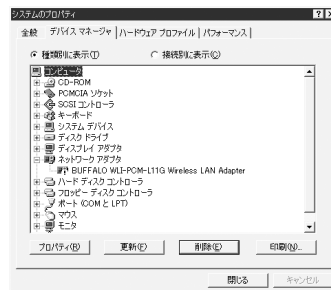 システムのプロパティ
全般 デバイス マネージャ ハードウェア プロファイル パフォーマンス
種類別に表示(T) 接続別に表示(C)
コンピュータ
CD-ROM
PCMCIA ソケット
SCSI コントローラ
キーボード
システム デバイス
ディスク ドライブ
ディスプレイ アダプタ
ネットワーク アダプタ
BUFFALO WLI-PCM-L11G Wireless LAN Adapter
ハード ディスク コントローラ
フロッピー ディスク コントローラ
ポート (COM と LPT)
マウス
モニタ
プロパティ(R) 更新(F) 削除(E) 印刷(N)...
閉じる キャンセル